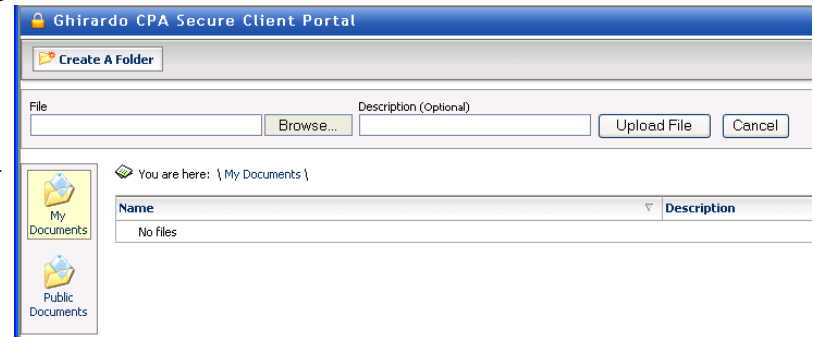 Ghirardo CPA Secure Client Portal
Create A Folder
File Description (Optional)
Browse... Upload File Cancel
You are here: \ My Documents \
My
Documents
Name Description
No files
Public
Documents